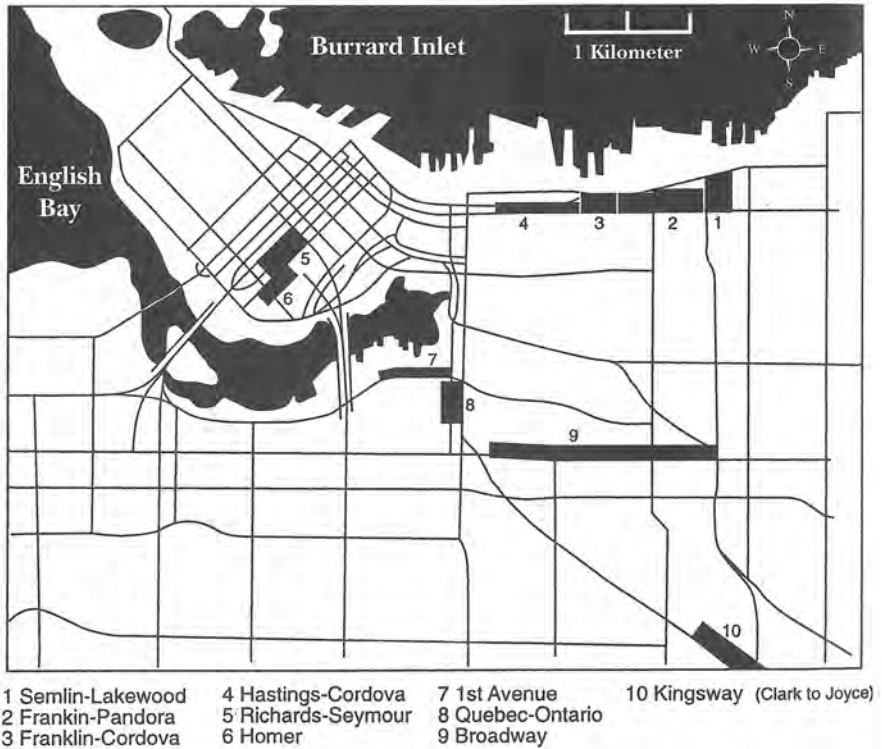 Burrard Inlet
1 Kilometer
N
W E
S
English
Bay
4 3 2 1
5
6
7
8
9
10
1 Semlin-Lakewood
2 Frankin-Pandora
3 Franklin-Cordova
4 Hastings-Cordova
5 Richards-Seymour
6 Homer
7 1st Avenue
8 Quebec-Ontario
9 Broadway
10 Kingsway (Clark to Joyce)